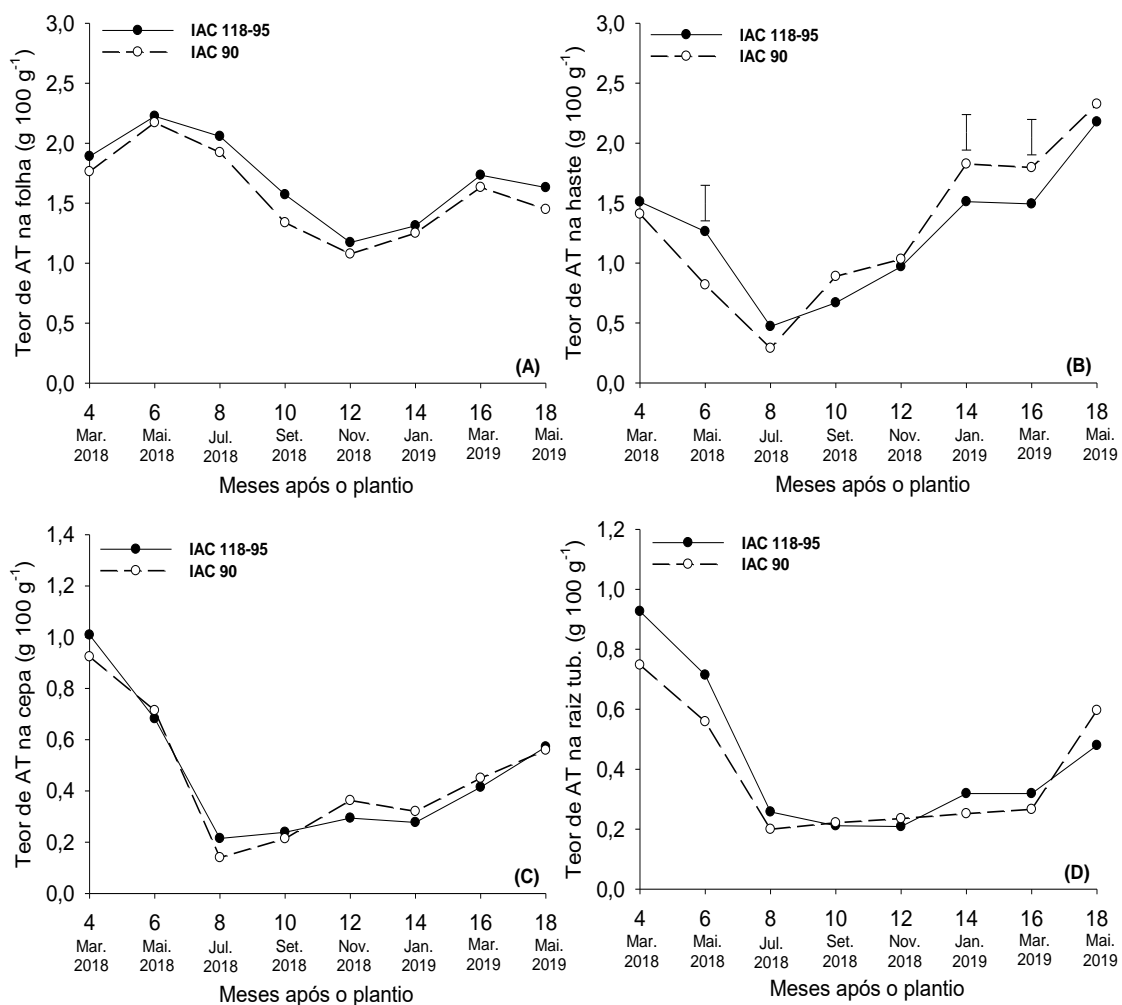 3,0
2,5
2,0
1,5
1,0
0,5
0,0
Teor de AT na folha (g 100 g-1)
IAC 118-95
IAC 90
(A)
4 6 8 10 12 14 16 18
Mar. Mai. Jul. Set. Nov. Jan. Mar. Mai.
2018 2018 2018 2018 2018 2019 2019 2019
Meses após o plantio
3,0
2,5
2,0
1,5
1,0
0,5
0,0
Teor de AT na haste (g 100 g-1)
IAC 118-95
IAC 90
(B)
4 6 8 10 12 14 16 18
Mar. Mai. Jul. Set. Nov. Jan. Mar. Mai.
2018 2018 2018 2018 2018 2019 2019 2019
Meses após o plantio
1,4
1,2
1,0
0,8
0,6
0,4
0,2
0,0
Teor de AT na cepa (g 100 g-1)
IAC 118-95
IAC 90
(C)
4 6 8 10 12 14 16 18
Mar. Mai. Jul. Set. Nov. Jan. Mar. Mai.
2018 2018 2018 2018 2018 2019 2019 2019
Meses após o plantio
1,2
1,0
0,8
0,6
0,4
0,2
0,0
Teor de AT na raiz tub. (g 100 g-1)
IAC 118-95
IAC 90
(D)
4 6 8 10 12 14 16 18
Mar. Mai. Jul. Set. Nov. Jan. Mar. Mai.
2018 2018 2018 2018 2018 2019 2019 2019
Meses após o plantio